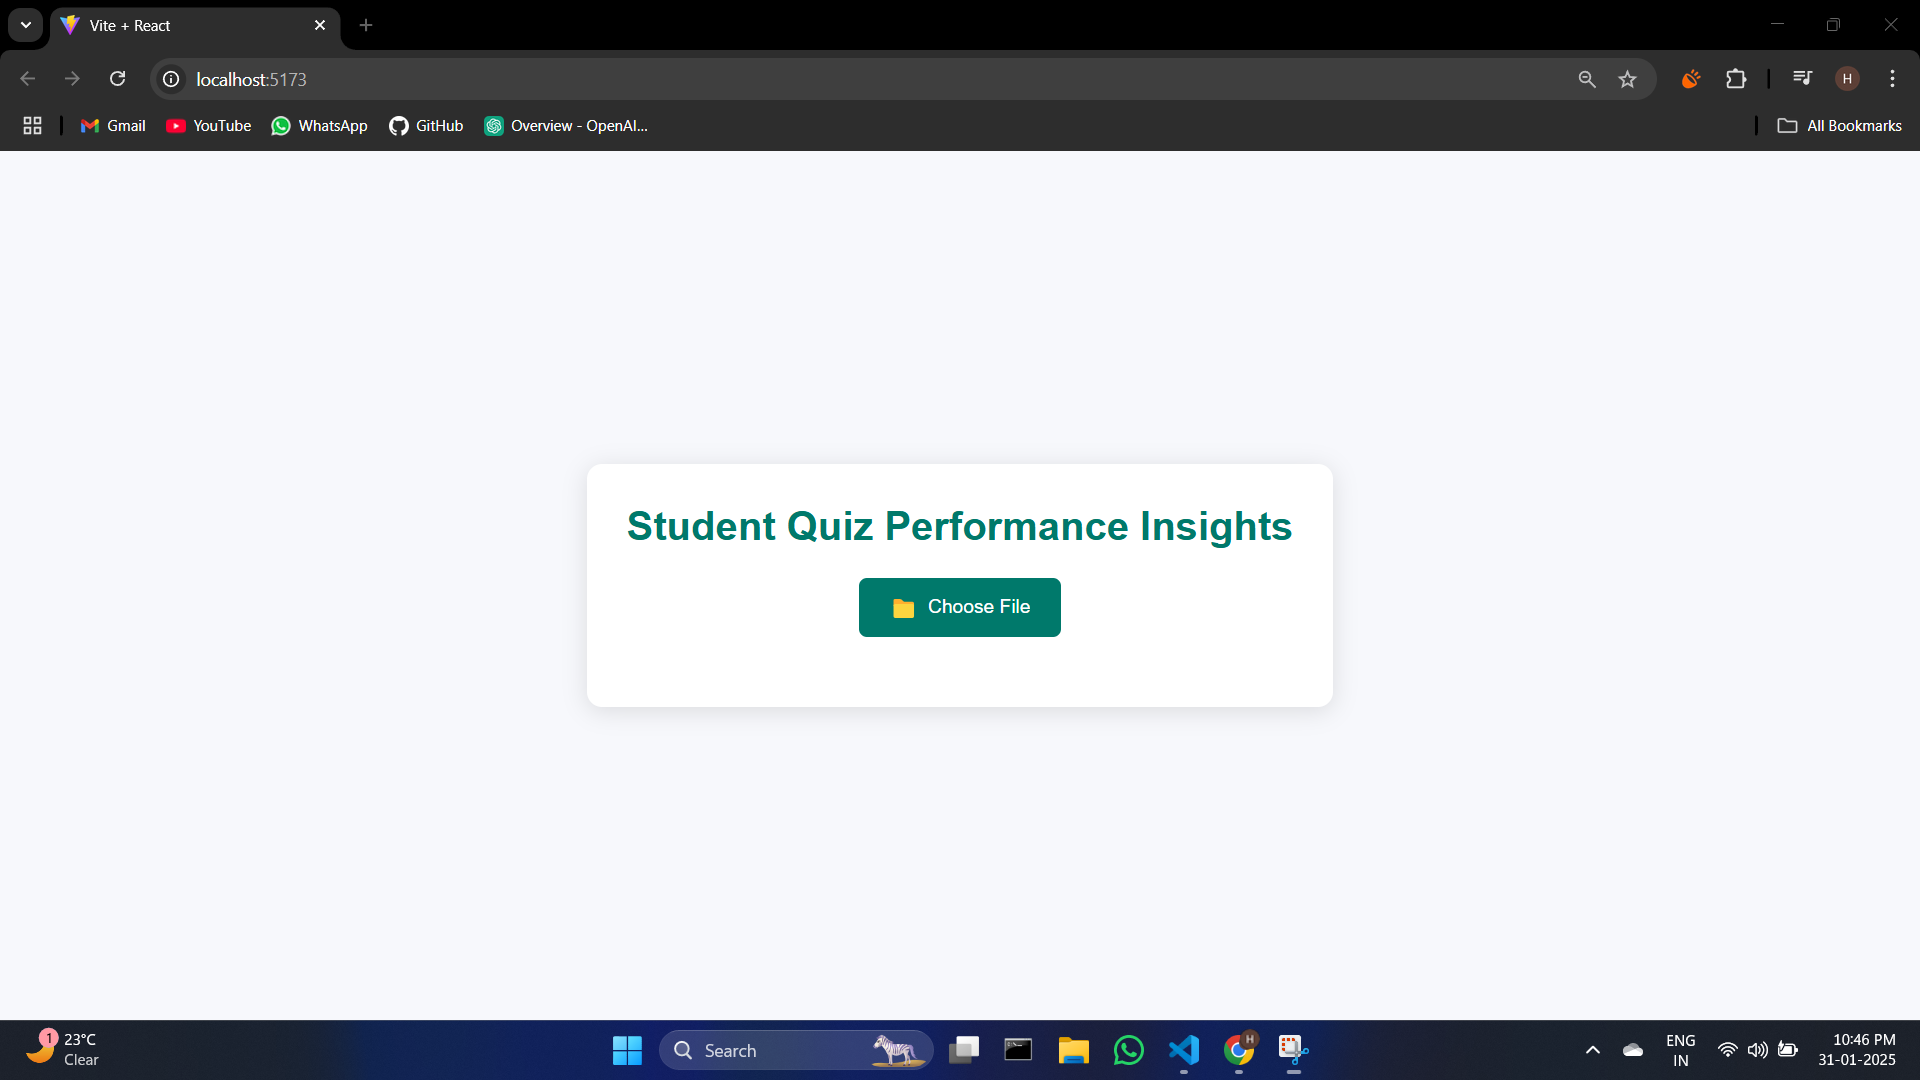 Vite + React
localhost:5173
H
Gmail
YouTube
WhatsApp
GitHub
Overview - OpenAI...
All Bookmarks
Student Quiz Performance Insights
Choose File
1
23°C
Clear
Search
H
ENG
IN
10:46 PM
31-01-2025